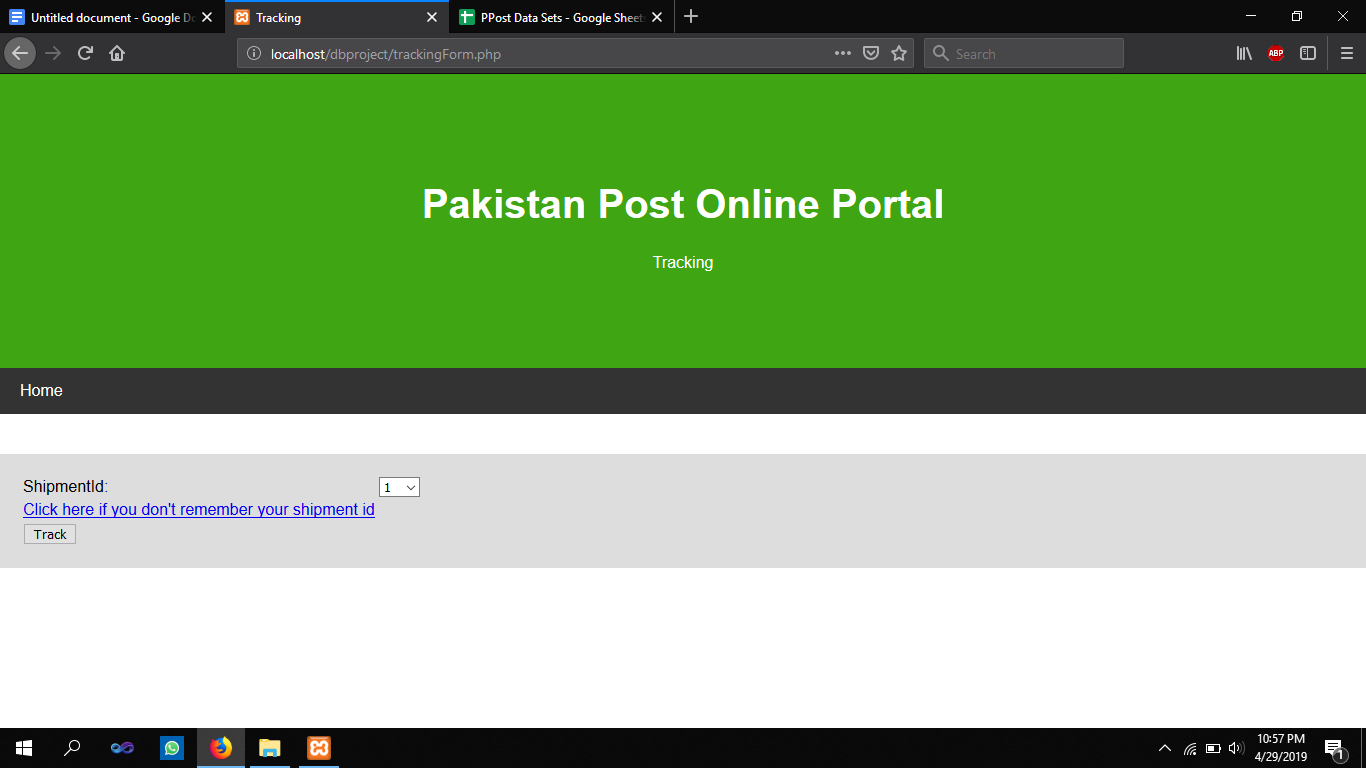 Untitled document - Google Do
Tracking
PPost Data Sets - Google Sheets
localhost/dbproject/trackingForm.php
Search
ABP
Pakistan Post Online Portal
Tracking
Home
ShipmentId:
1
Click here if you don't remember your shipment id
Track
10:57 PM
4/29/2019
1